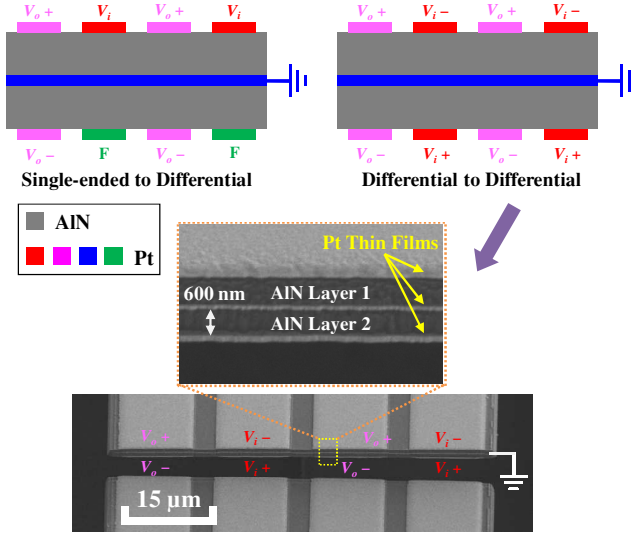 Vo+ Vi Vo+ Vi
Vo+ Vi− Vo+ Vi−
Vo− F Vo− F
Vo− Vi+ Vo− Vi+
Single-ended to Differential
Differential to Differential
AlN
Pt
Pt Thin Films
600 nm
AlN Layer 1
AlN Layer 2
Vo+ Vi− Vo+ Vi−
Vo− Vi+ Vo− Vi+
15 μm